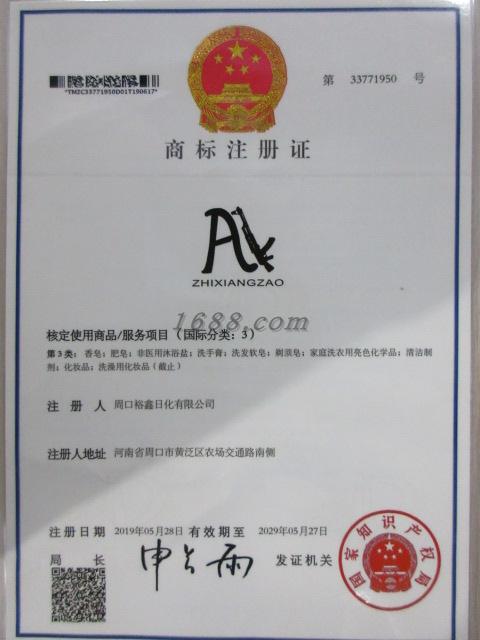 第 33771950 号
*TMZC33771950D01T190617*
商标注册证
AK
ZHIXIANGZAO
1688.com
核定使用商品/服务项目（国际分类：3）
第3类：香皂；肥皂；非医用沐浴盐；洗手膏；洗发软皂；剃须皂；家庭洗衣用亮色化学品；清洁制
剂；化妆品；洗澡用化妆品（截止）
注 册 人 周口裕鑫日化有限公司
注册人地址 河南省周口市黄泛区农场交通路南侧
注册日期 2019年05月28日 有效期至 2029年05月27日
局 长 申长雨 发证机关
国家知识产权局